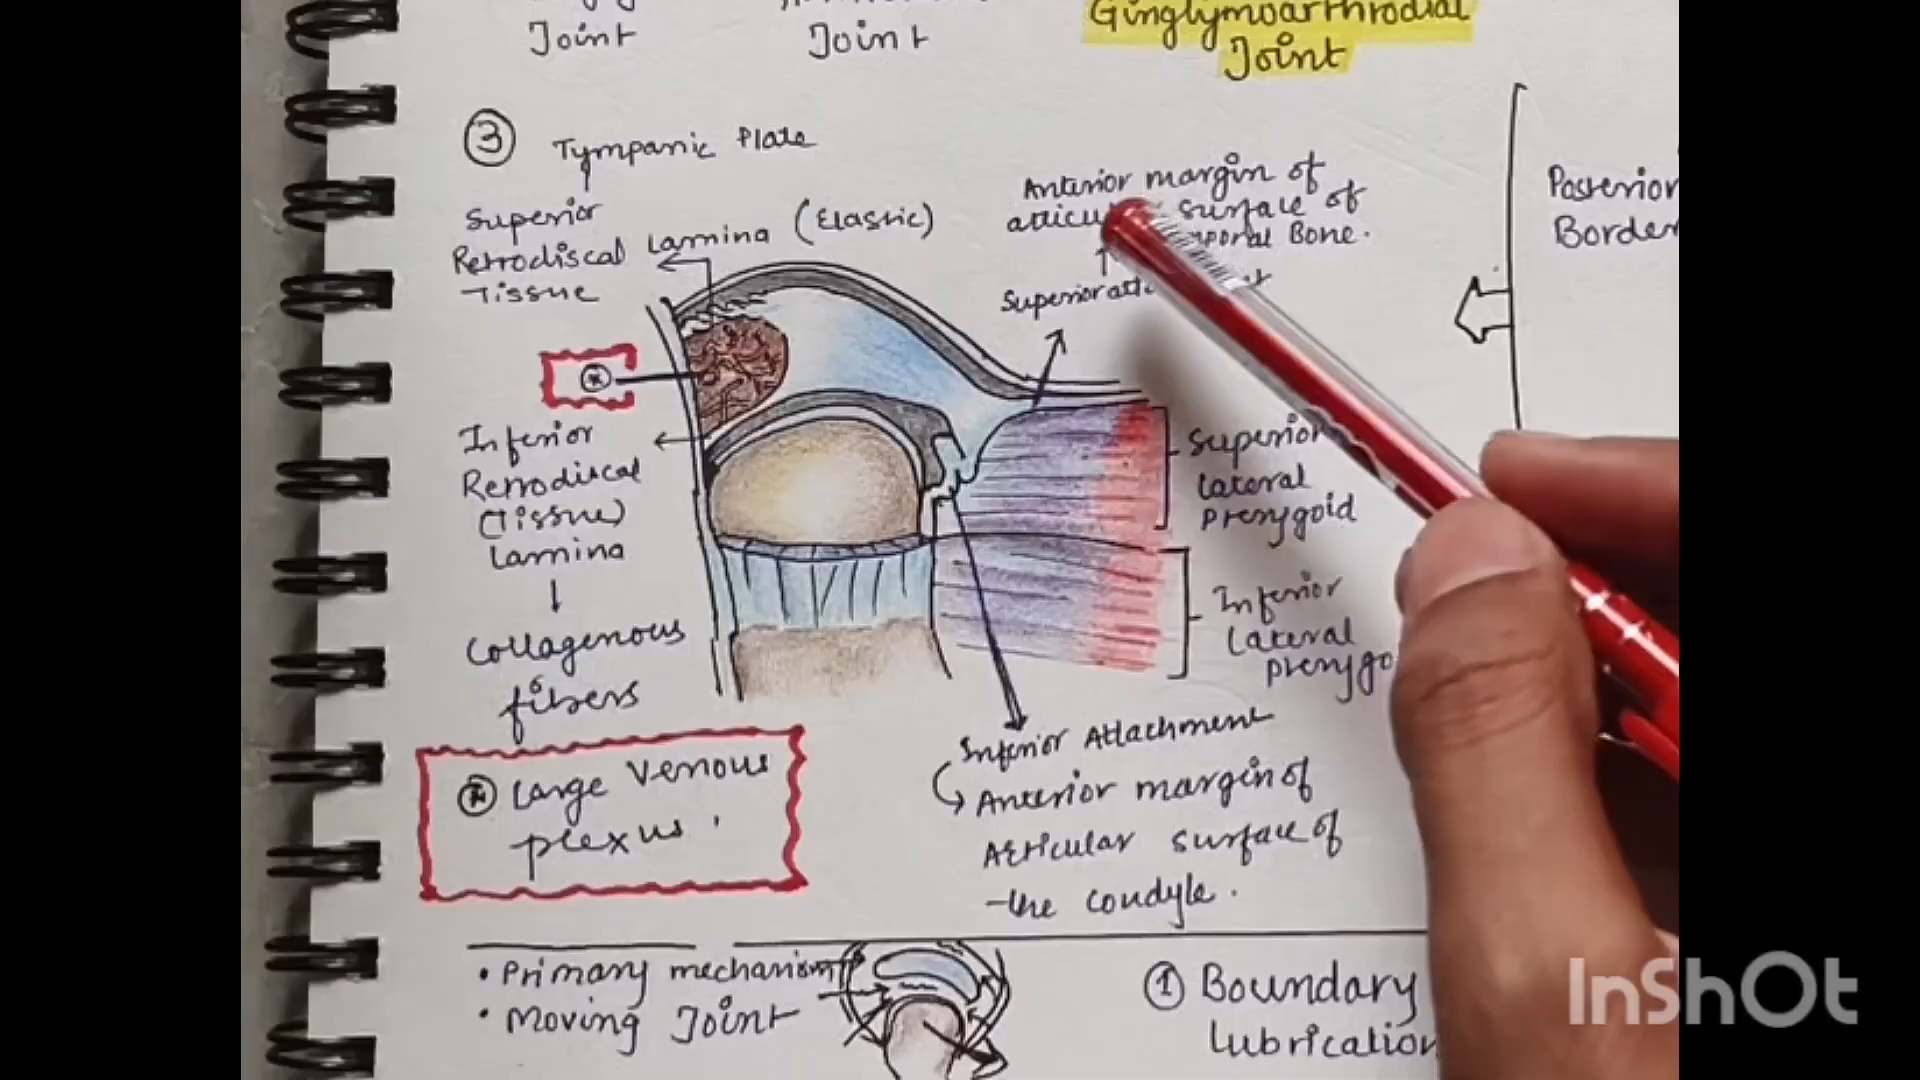 Joint
Joint
Ginglymoarthrodial
Joint
③ Tympanic Plate
Superior
Retrodiscal Lamina (Elastic)
Tissue
Anterior margin of
surface of
Bone.
Superior
Posterior
Border
Inferior
Retrodiscal
(Tissue)
Lamina
Collagenous
fibers
Superior
Lateral
Pterygoid
Inferior
Lateral
Inferior Attachment
Anterior margin of
Articular surface of
the condyle.
Large Venous
plexus.
• Primary mechanism
• Moving Joint
① Boundary
Lubrication
InShOt